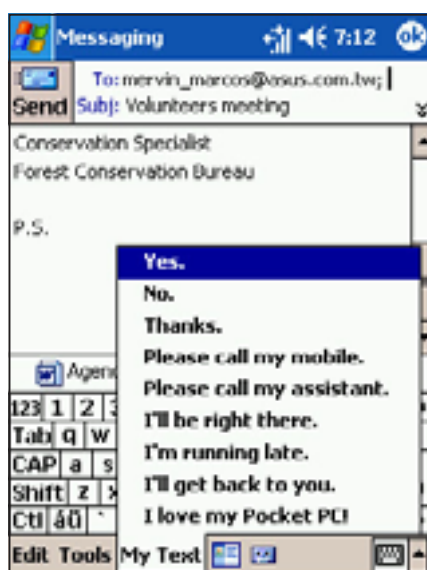 Messaging 7:12 ok
Send To: mervin_marcos@asus.com.tw;
Subj: Volunteers meeting
Conservation Specialist
Forest Conservation Bureau
P.S.
Yes.
No.
Thanks.
Please call my mobile.
Please call my assistant.
I'll be right there.
I'm running late.
I'll get back to you.
I love my Pocket PC!
Agen
123 1 2 3
Tab q w
CAP a s
Shift z x
Ctl áü `
Edit Tools My Text